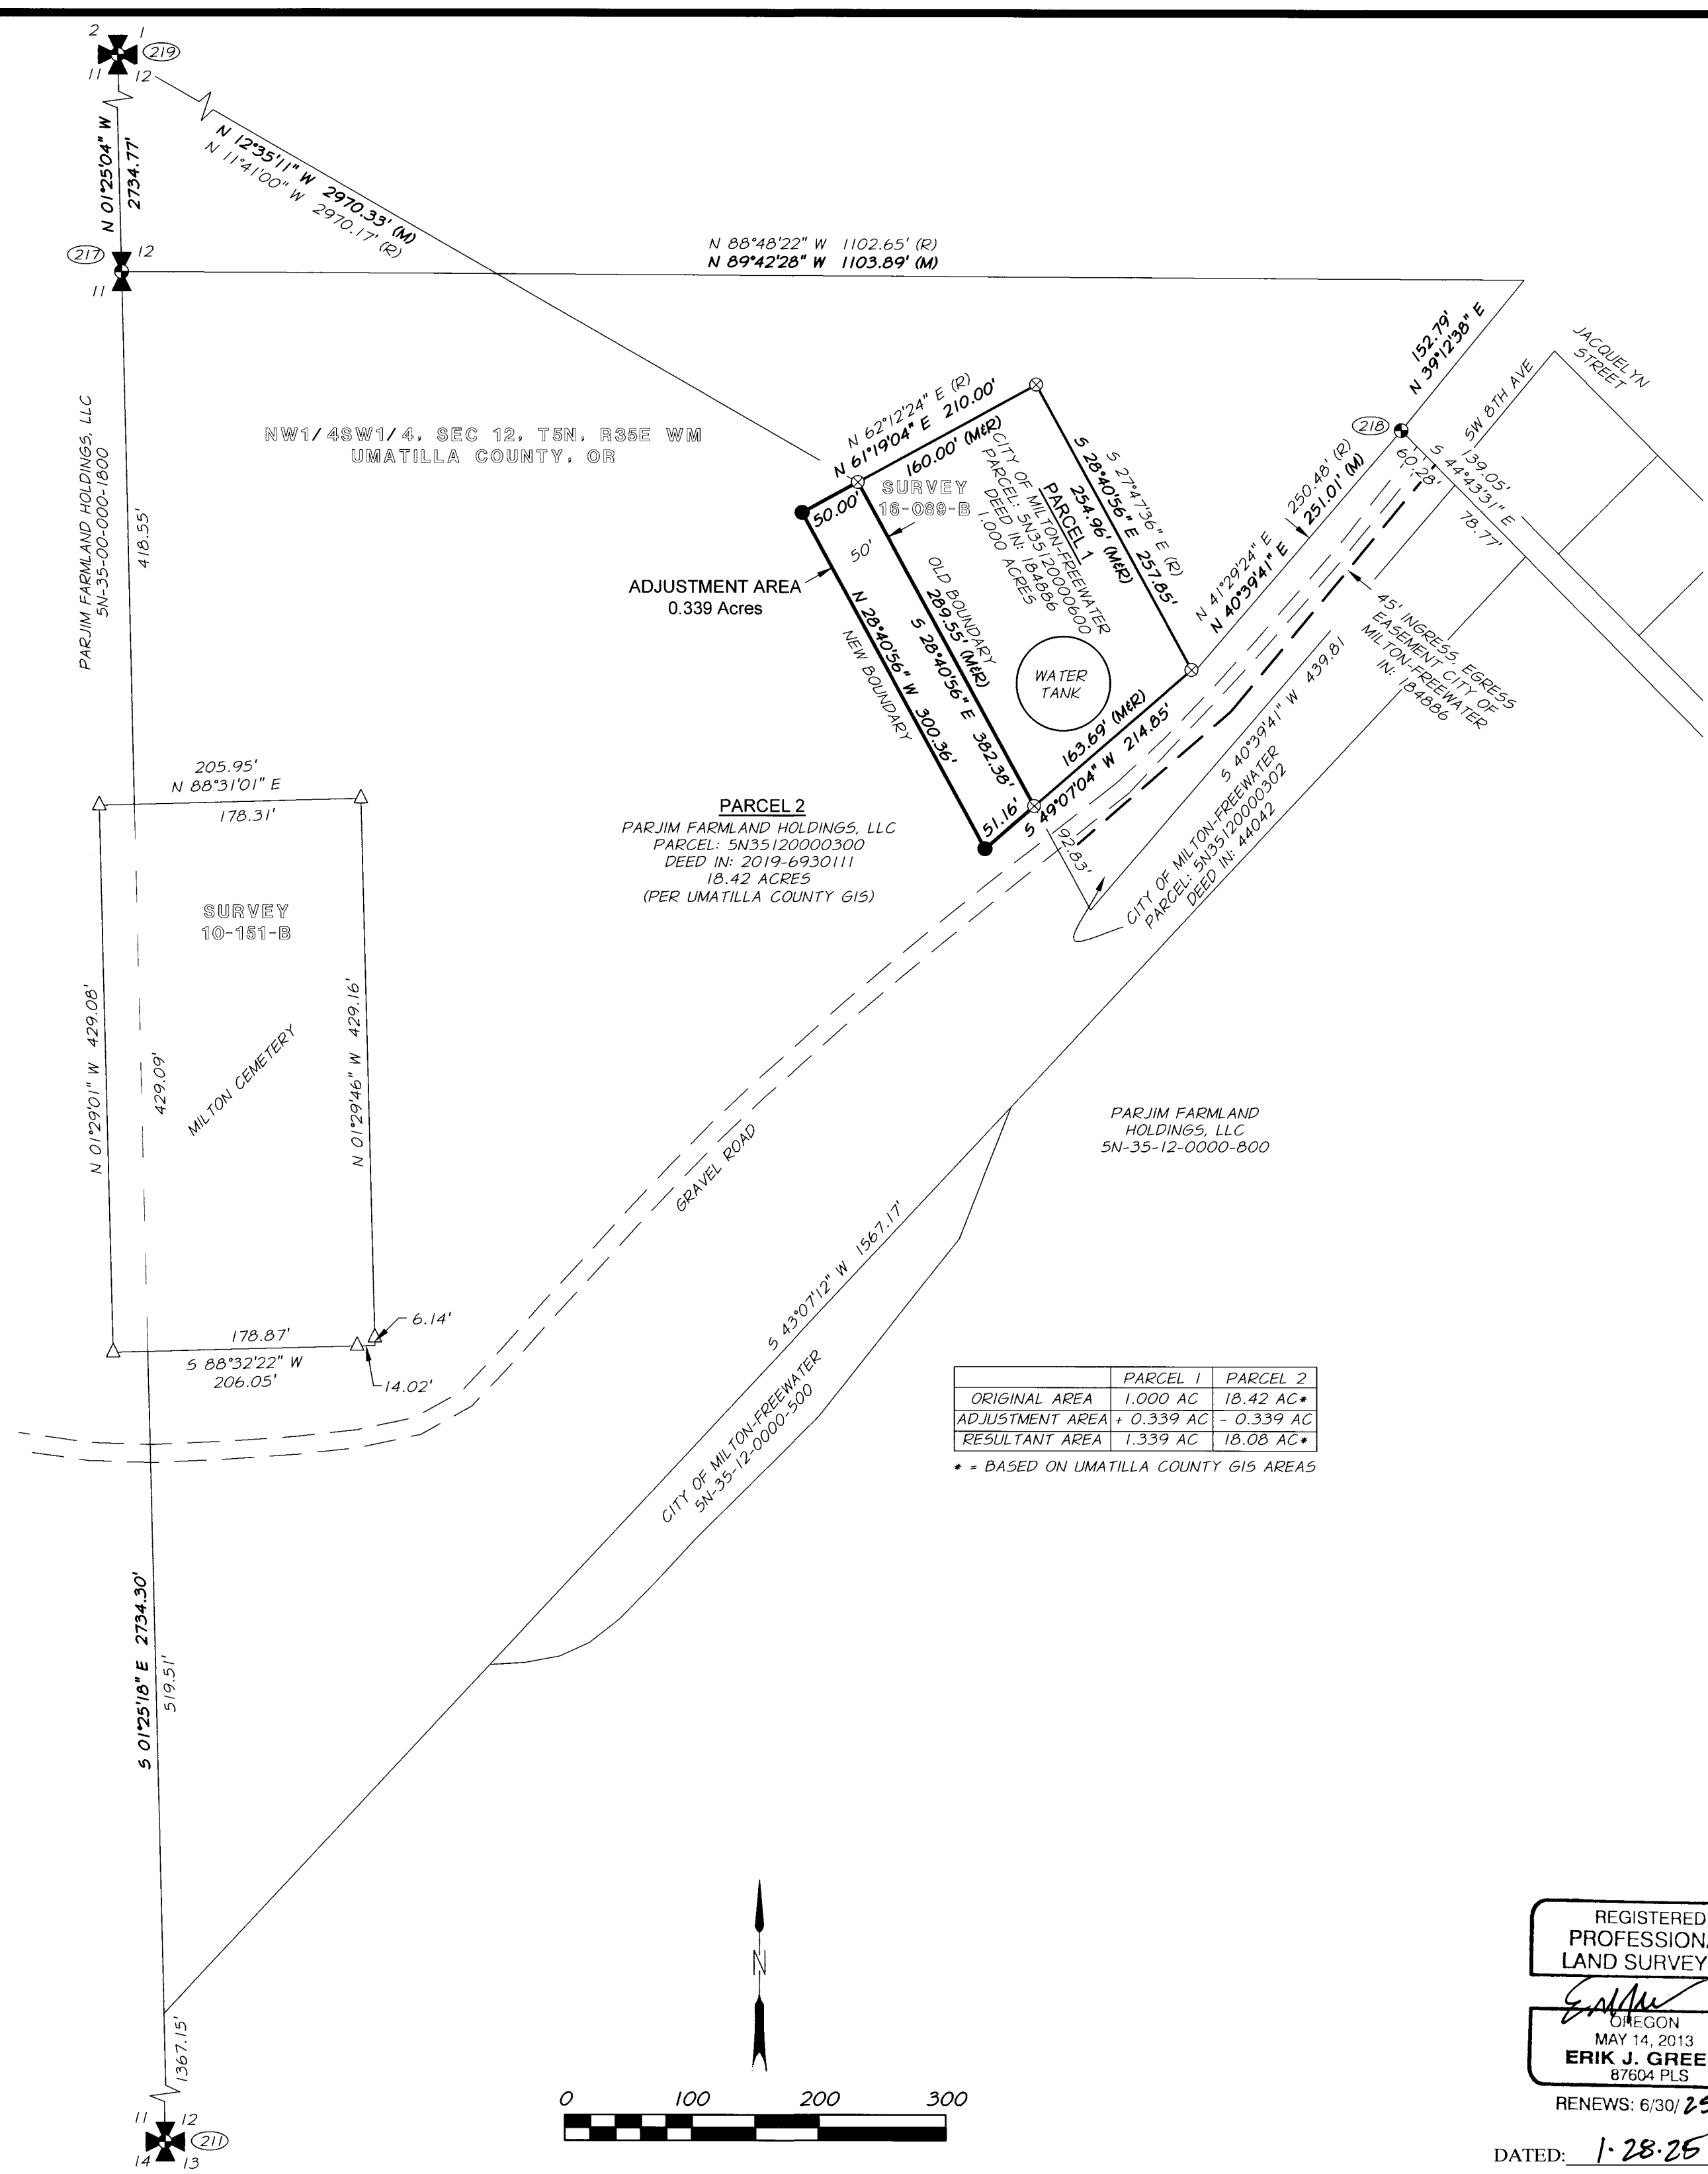 2 1
219
11 12
N 01°25'04" W
2734.77'
N 12°35'11" W 2970.33' (M)
N 11°41'00" W 2970.17' (R)
217 12
11
N 88°48'22" W 1102.65' (R)
N 89°42'28" W 1103.89' (M)
152.79'
N 39°12'38" E
JACQUELYN
STREET
SW 8TH AVE
218
60.28'
139.05'
S 44°43'31" E
78.77'
N 62°12'24" E (R)
N 61°19'04" E 210.00'
160.00' (M&R)
50.00'
S 27°47'36" E (R)
S 28°40'56" E 257.85'
254.96' (M&R)
250.48' (R)
251.01' (M)
N 41°29'24" E
N 40°39'41" E
PARJIM FARMLAND HOLDINGS, LLC
5N-35-00-000-1800
418.55'
NW1/4SW1/4, SEC 12, T5N, R35E WM
UMATILLA COUNTY, OR
SURVEY
16-089-B
PARCEL 1
CITY OF MILTON-FREEWATER
PARCEL: 5N35120000600
DEED IN: 184886
1.000 ACRES
50'
ADJUSTMENT AREA
0.339 Acres
OLD BOUNDARY
289.55' (M&R)
S 28°40'56" E 382.38'
N 28°40'56" W 300.36'
NEW BOUNDARY
WATER
TANK
163.69' (M&R)
S 49°07'04" W 214.85'
51.16'
92.83'
45' INGRESS, EGRESS
EASEMENT CITY OF
MILTON-FREEWATER
IN: 184886
S 40°39'41" W 439.81
CITY OF MILTON-FREEWATER
PARCEL: 5N35120000302
DEED IN: 44042
PARCEL 2
PARJIM FARMLAND HOLDINGS, LLC
PARCEL: 5N35120000300
DEED IN: 2019-6930111
18.42 ACRES
(PER UMATILLA COUNTY GIS)
205.95'
N 88°31'01" E
178.31'
SURVEY
10-151-B
N 01°29'01" W 429.08'
429.09'
MILTON CEMETERY
N 01°29'46" W 429.16'
178.87'
S 88°32'22" W
206.05'
6.14'
14.02'
GRAVEL ROAD
PARJIM FARMLAND
HOLDINGS, LLC
5N-35-12-0000-800
S 43°07'12" W 1567.17'
CITY OF MILTON-FREEWATER
5N-35-12-0000-500
PARCEL 1 PARCEL 2
ORIGINAL AREA 1.000 AC 18.42 AC*
ADJUSTMENT AREA + 0.339 AC - 0.339 AC
RESULTANT AREA 1.339 AC 18.08 AC*
* = BASED ON UMATILLA COUNTY GIS AREAS
S 01°25'18" E 2734.30'
519.51'
1367.15'
11 12
211
14 13
N
0 100 200 300
REGISTERED
PROFESSIONA
LAND SURVEY
OREGON
MAY 14, 2013
ERIK J. GREE
87604 PLS
RENEWS: 6/30/25
DATED: 1·28·25